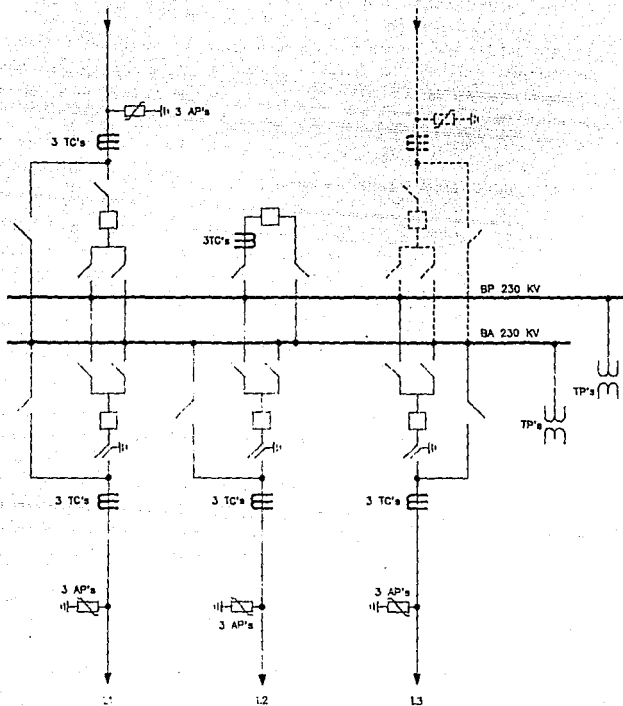 3 AP's
3 TC's
3TC's
BP 230 KV
BA 230 KV
TP's
TP's
3 TC's
3 TC's
3 TC's
3 AP's
3 AP's
3 AP's
L1
L2
L3